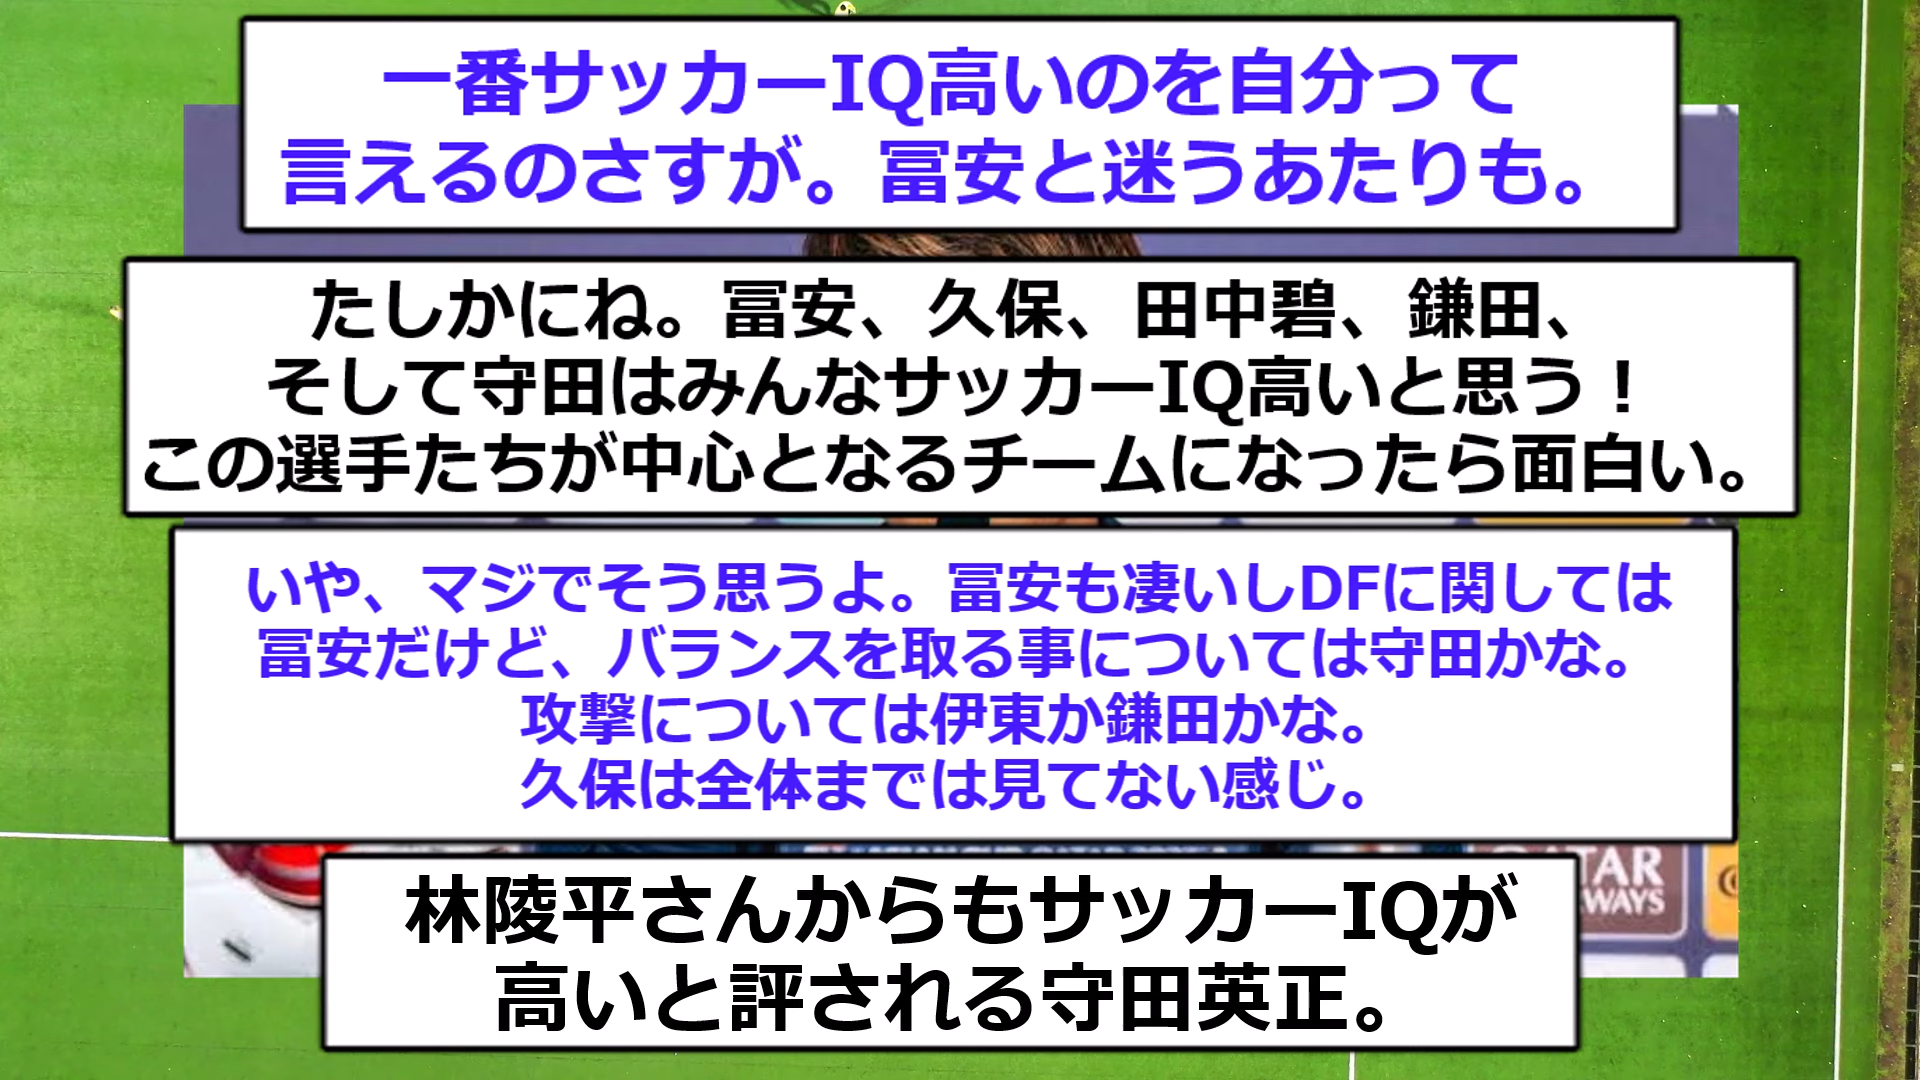 一番サッカーIQ高いのを自分って
言えるのさすが。冨安と迷うあたりも。
たしかにね。冨安、久保、田中碧、鎌田、
そして守田はみんなサッカーIQ高いと思う！
この選手たちが中心となるチームになったら面白い。
いや、マジでそう思うよ。冨安も凄いしDFに関しては
冨安だけど、バランスを取る事については守田かな。
攻撃については伊東か鎌田かな。
久保は全体までは見てない感じ。
林陵平さんからもサッカーIQが
高いと評される守田英正。